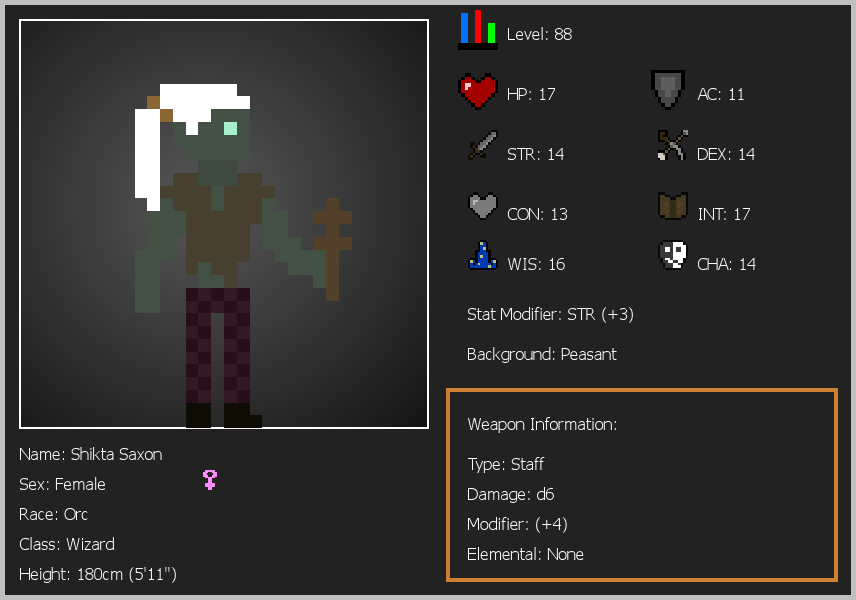 Level: 88
HP: 17
AC: 11
STR: 14
DEX: 14
CON: 13
INT: 17
WIS: 16
CHA: 14
Stat Modifier: STR (+3)
Background: Peasant
Weapon Information:
Type: Staff
Damage: d6
Modifier: (+4)
Elemental: None
Name: Shikta Saxon
Sex: Female
Race: Orc
Class: Wizard
Height: 180cm (5'11")